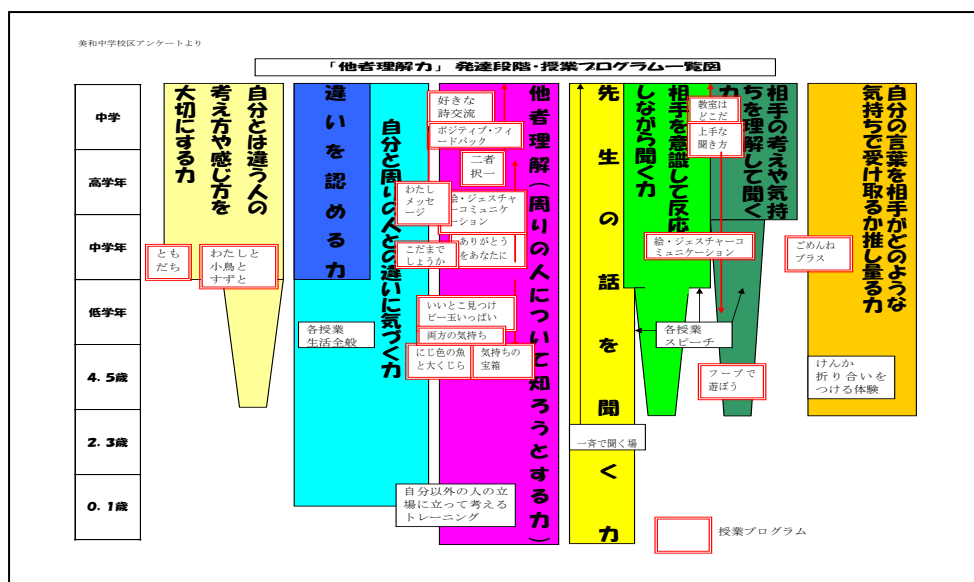 美和中学校区アンケートより
「他者理解力」 発達段階・授業プログラム一覧図
中学
高学年
中学年
低学年
4．5歳
2．3歳
0．1歳
自分とは違う人の
考え方や感じ方を
大切にする力
とも
だち
わたしと
小鳥と
すずと
違いを認める力
自分と周りの人との違いに気づく力
各授業
生活全般
他者理解（周りの人について知ろうとする力）
好きな
詩交流
ポジティブ・フィ
ードバック
二者
択一
わたし
メッセ
ージ
絵・ジェスチャ
ーコミュニケ
ーション
こだまで
しょうか
ありがとう
をあなたに
いいとこ見つけ
ビー玉いっぱい
両方の気持ち
にじ色の魚
と大くじら
気持ちの
宝箱
自分以外の人の立
場に立って考える
トレーニング
先生の話を聞く力
一斉で聞く場
相手を意識して反応
しながら聞く力
相手の考えや気持
ちを理解して聞く
力
教室は
どこだ
上手な
聞き方
絵・ジェスチャーコ
ミュニケーション
各授業
スピーチ
フープで
遊ぼう
自分の言葉を相手がどのような
気持ちで受け取るか推し量る力
ごめんね
プラス
けんか
折り合いを
つける体験
授業プログラム